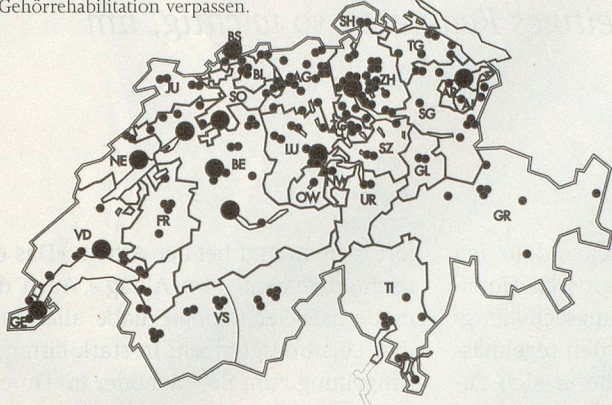 Gehörrehabilitation verpassen.
SH
BS
TG
BL
AG
ZH
JU
SO
SG
NE
BE
LU
SZ
NW
GL
OW
UR
FR
GR
VD
TI
GE
VS